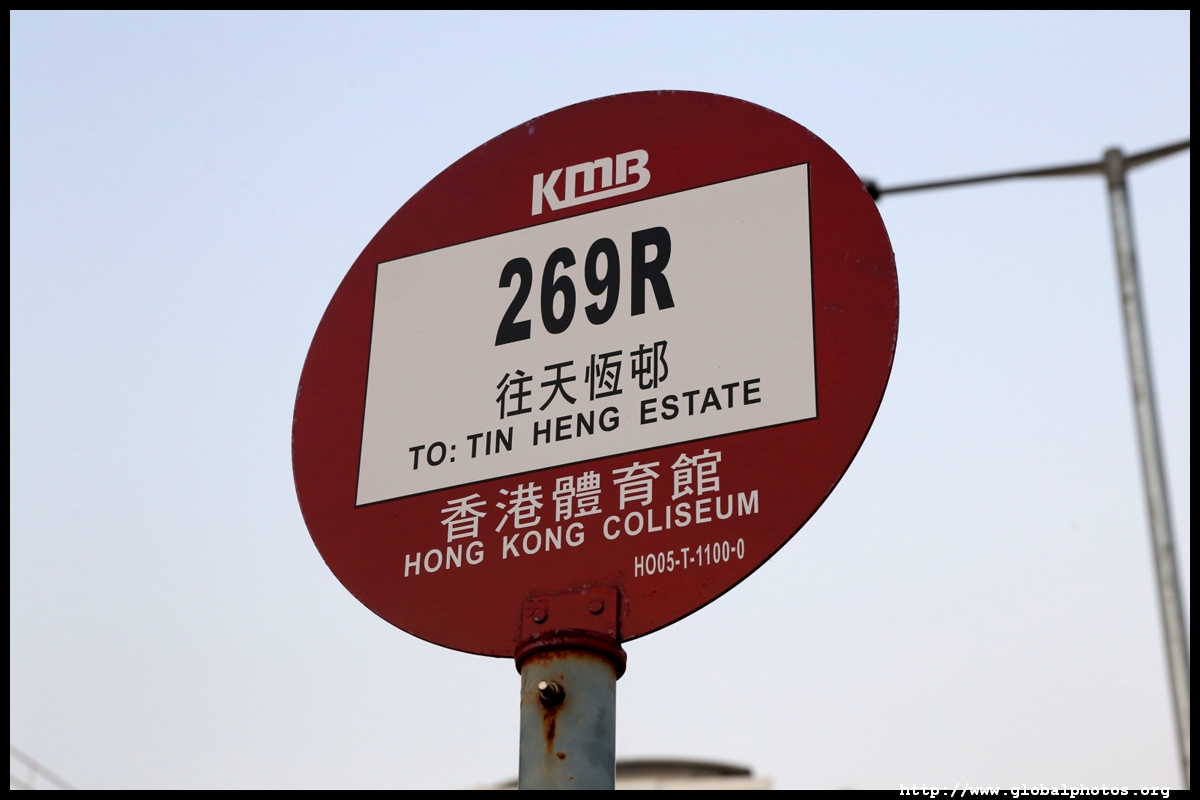 KMB
269R
往天恆邨
TO: TIN HENG ESTATE
香港體育館
HONG KONG COLISEUM
HO05-T-1100-0
http://www.globalphotos.org